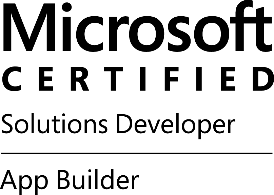 Microsoft
CERTIFIED
Solutions Developer
App Builder